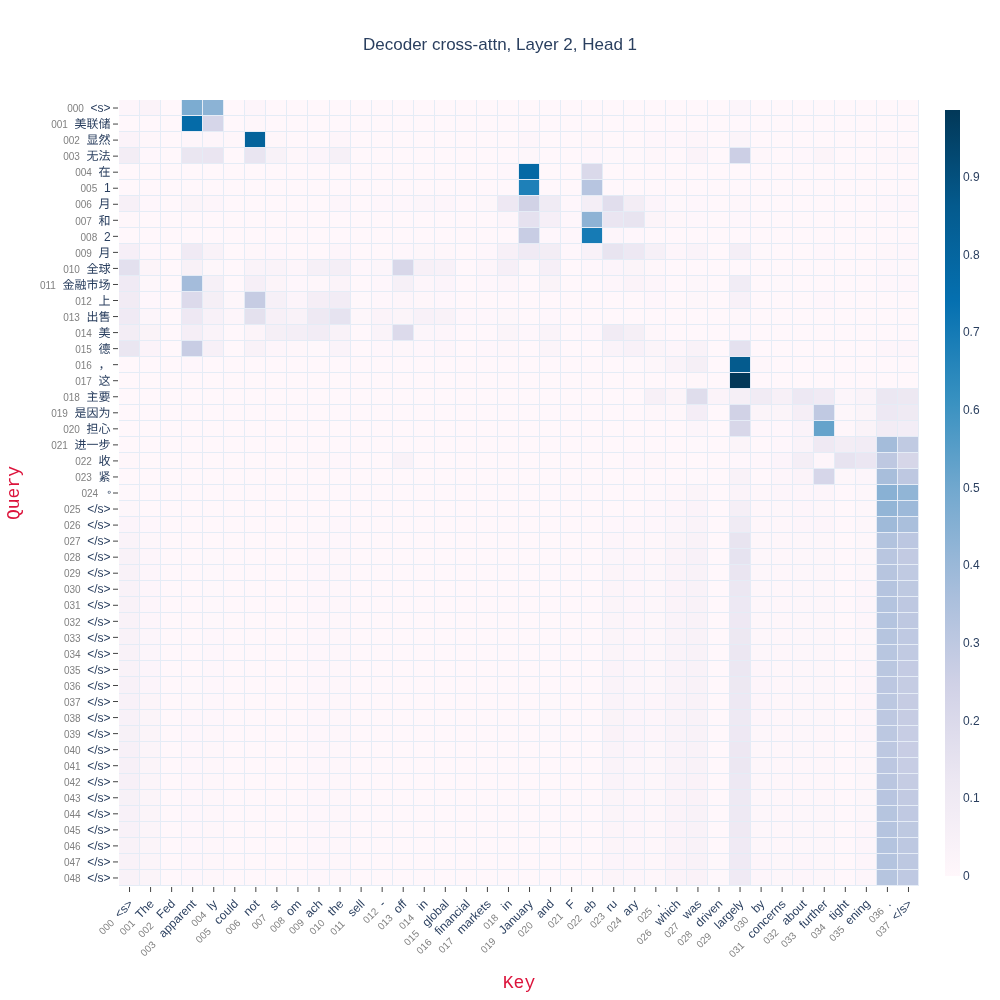 Decoder cross-attn, Layer 2, Head 1
000 <s>
001 美联储
002 显然
003 无法
004 在
005 1
006 月
007 和
008 2
009 月
010 全球
011 金融市场
012 上
013 出售
014 美
015 德
016 ，
017 这
018 主要
019 是因为
020 担心
021 进一步
022 收
023 紧
024 。
025 </s>
026 </s>
027 </s>
028 </s>
029 </s>
030 </s>
031 </s>
032 </s>
033 </s>
034 </s>
035 </s>
036 </s>
037 </s>
038 </s>
039 </s>
040 </s>
041 </s>
042 </s>
043 </s>
044 </s>
045 </s>
046 </s>
047 </s>
048 </s>
Query
0.9
0.8
0.7
0.6
0.5
0.4
0.3
0.2
0.1
0
000 <s>
001 The
002 Fed
003 apparent
004 ly
005 could
006 not
007 st
008 om
009 ach
010 the
011 sell
012 -
013 off
014 in
015 global
016 financial
017 markets
018 in
019 January
020 and
021 F
022 eb
023 ru
024 ary
025 ,
026 which
027 was
028 driven
029 largely
030 by
031 concerns
032 about
033 further
034 tight
035 ening
036 .
037 </s>
Key